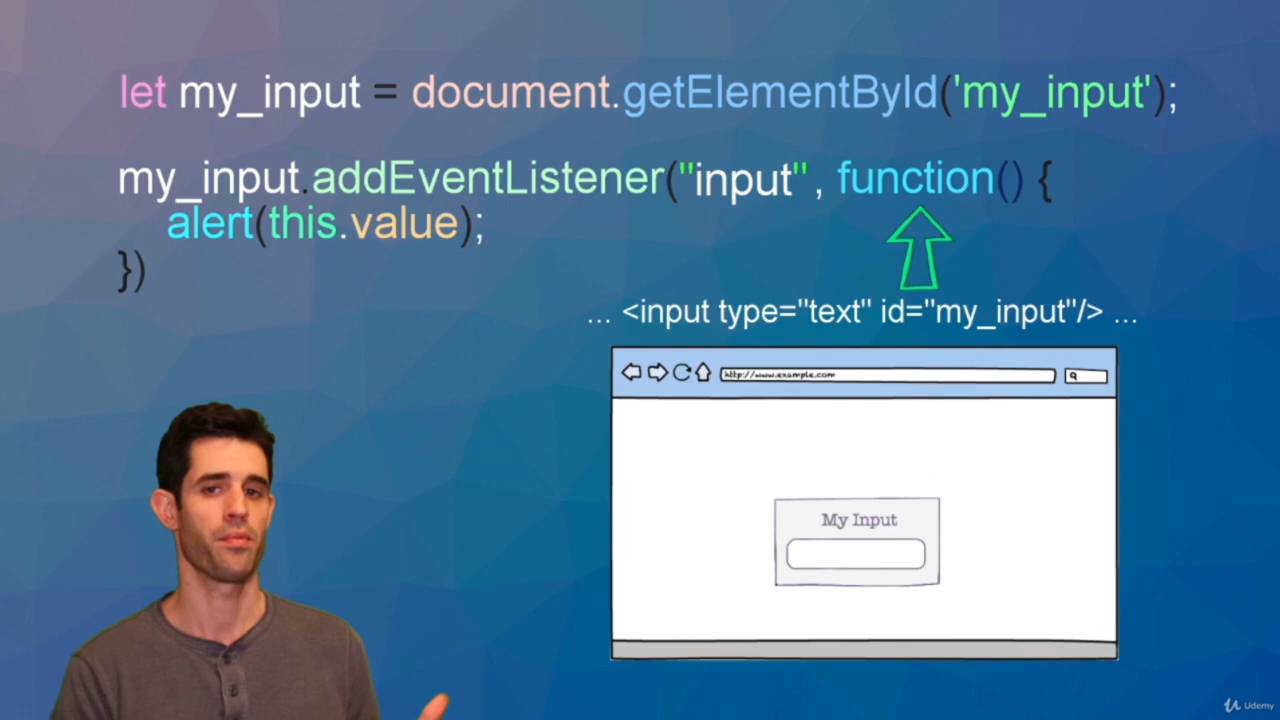 let my_input = document.getElementById('my_input');
my_input.addEventListener("input", function() {
alert(this.value);
})
... <input type="text" id="my_input"/> ...
http://www.example.com
My Input
Udemy